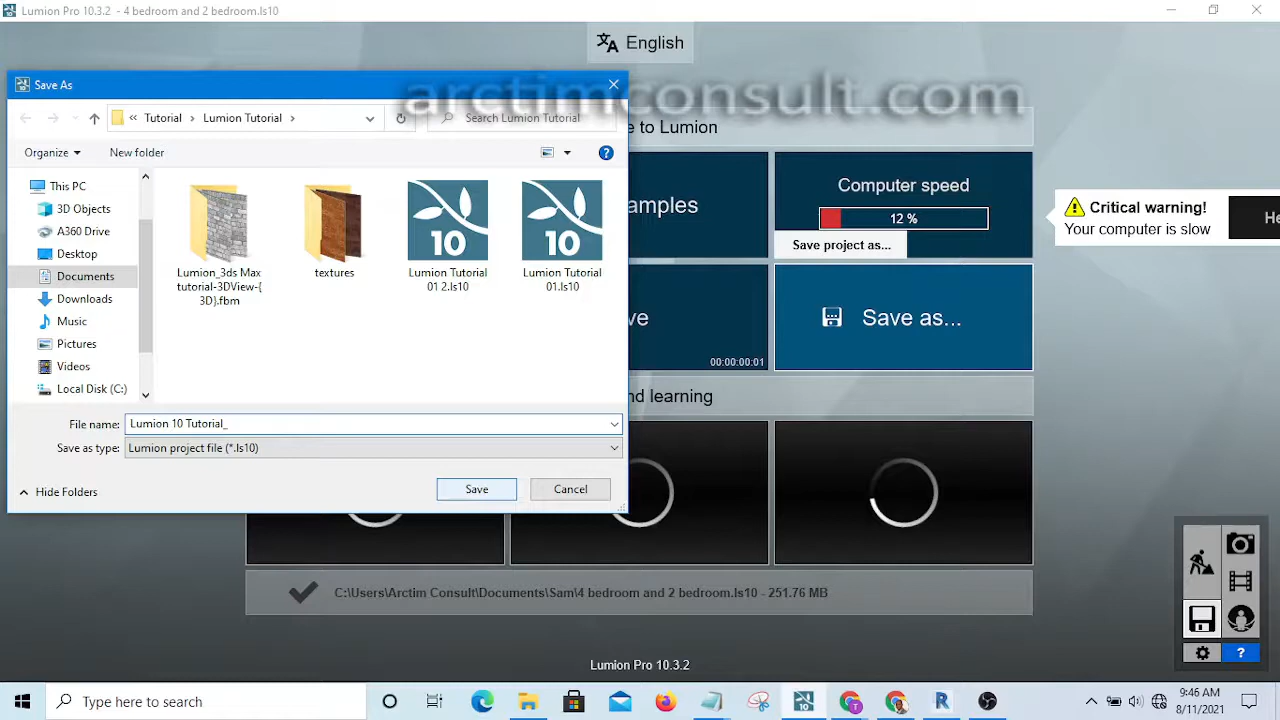 Lumion Pro 10.3.2 - 4 bedroom and 2 bedroom.ls10
English
Save As
arctimconsult.com
Tutorial
Lumion Tutorial
Search Lumion Tutorial
e to Lumion
Organize
New folder
This PC
3D Objects
A360 Drive
Desktop
Documents
Downloads
Music
Pictures
Videos
Local Disk (C:)
10
10
Lumion_3ds Max
tutorial-3DView-{
3D}.fbm
textures
Lumion Tutorial
01 2.ls10
Lumion Tutorial
01.ls10
amples
Computer speed
12 %
Save project as...
Critical warning!
Your computer is slow
He
ve
00:00:00:01
Save as...
nd learning
File name:
Lumion 10 Tutorial_
Save as type:
Lumion project file (*.ls10)
Hide Folders
Save
Cancel
C:\Users\Arctim Consult\Documents\Sam\4 bedroom and 2 bedroom.ls10 - 251.76 MB
Lumion Pro 10.3.2
?
Type here to search
10
T
R
9:46 AM
8/11/2021